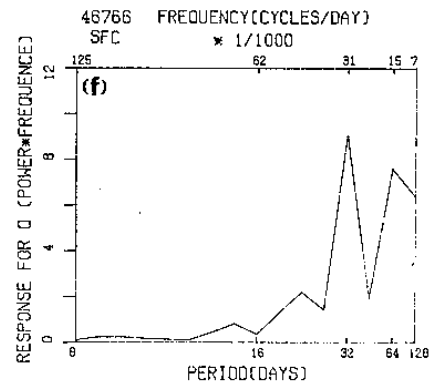 46766 FREQUENCY(CYCLES/DAY)
SFC * 1/1000
125 62 31 15 7
(f)
12
8
4
0
RESPONSE FOR Q (POWER*FREQUENCY)
8 16 32 64 128
PERIOD(DAYS)